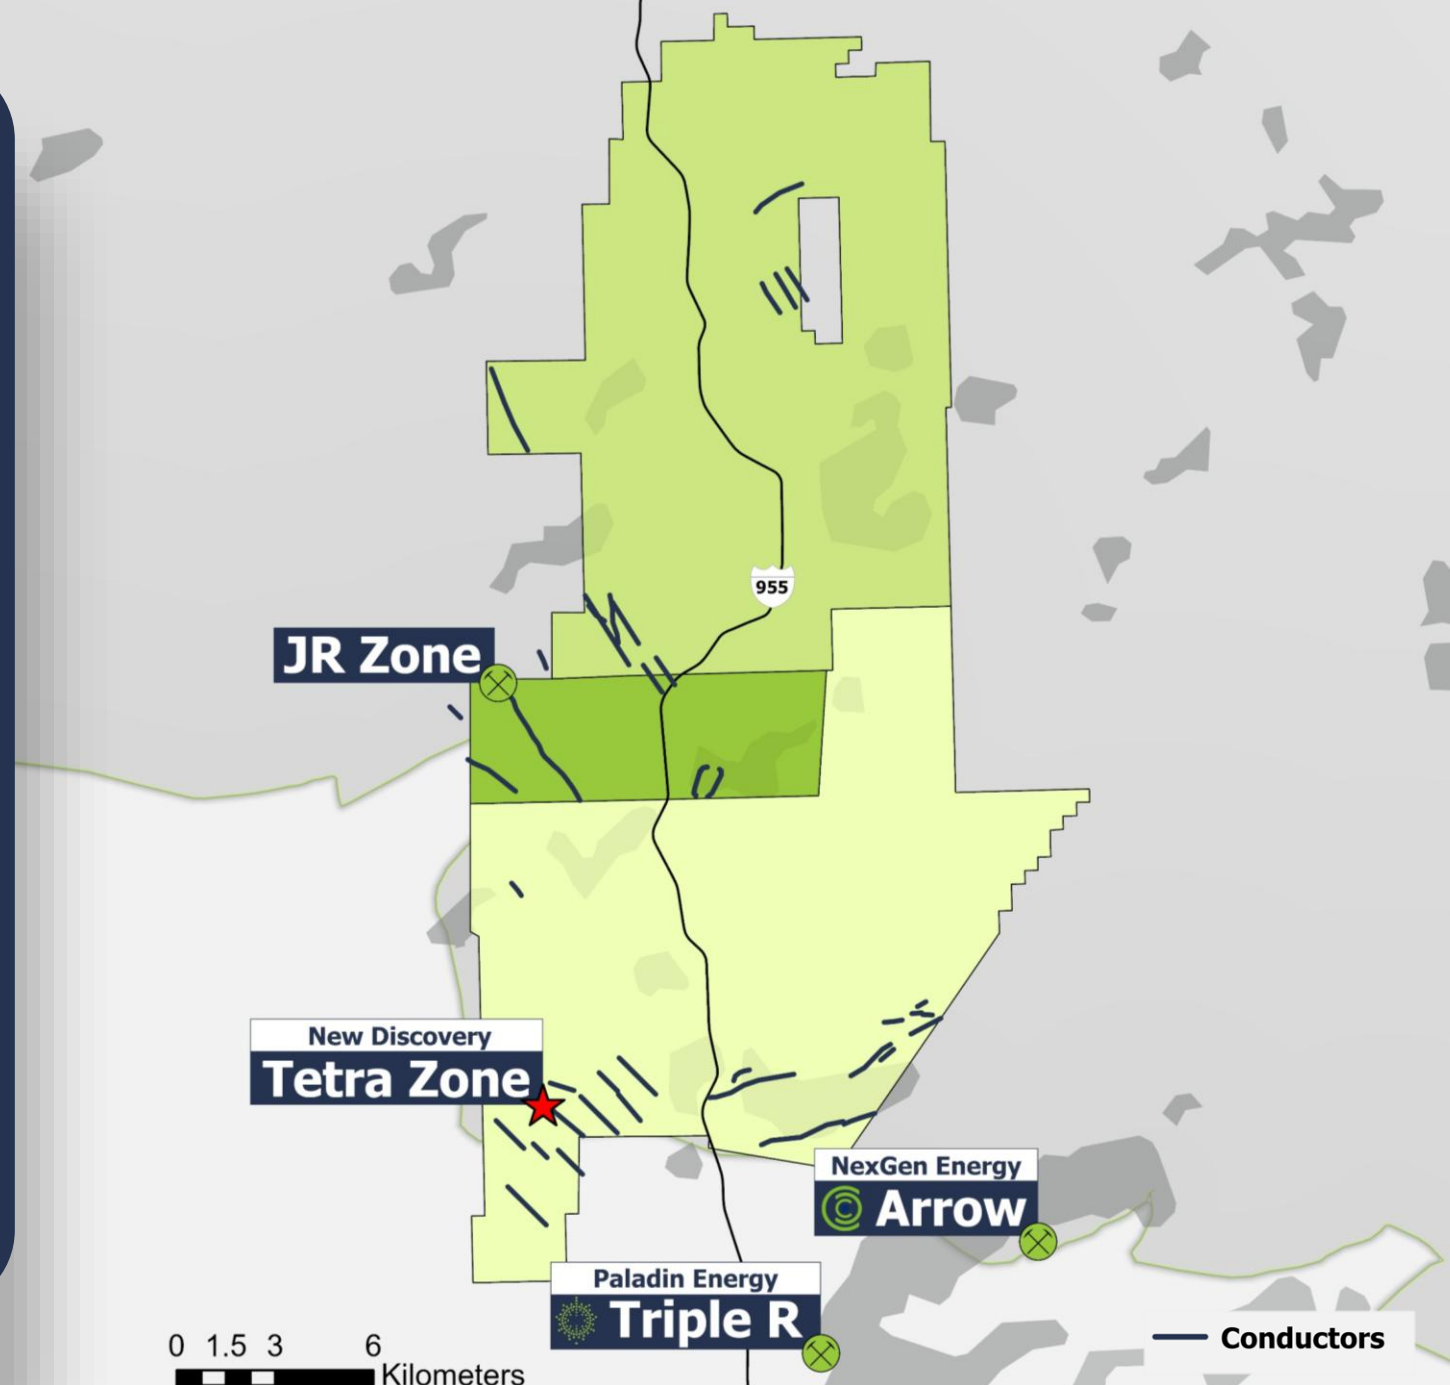 955
JR Zone
New Discovery
Tetra Zone
NexGen Energy
Arrow
Paladin Energy
Triple R
0 1.5 3 6
Kilometers
Conductors